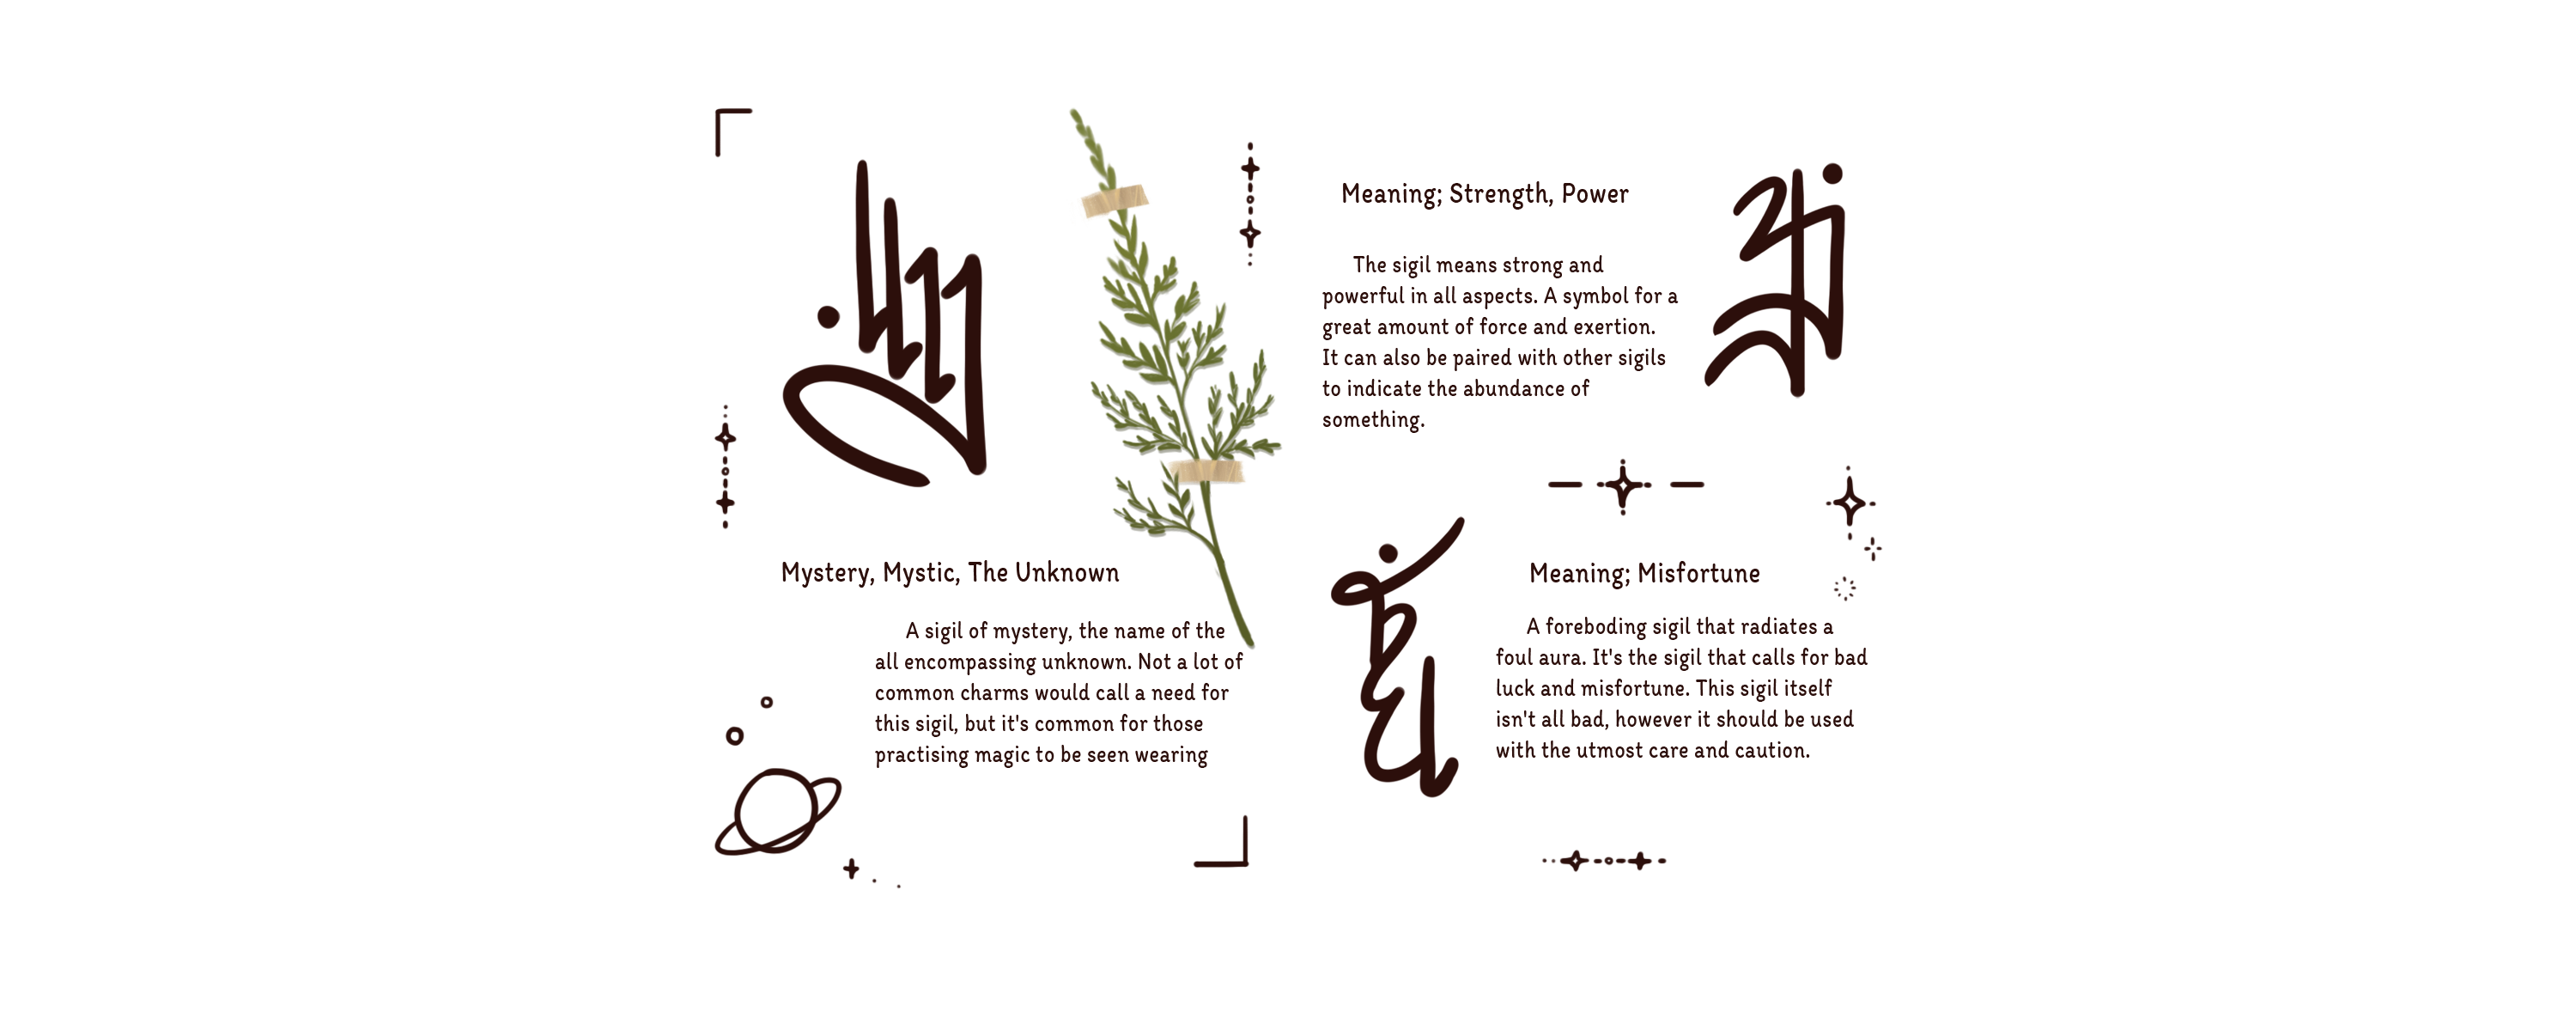 Mystery, Mystic, The Unknown
A sigil of mystery, the name of the
all encompassing unknown. Not a lot of
common charms would call a need for
this sigil, but it's common for those
practising magic to be seen wearing
Meaning; Strength, Power
The sigil means strong and
powerful in all aspects. A symbol for a
great amount of force and exertion.
It can also be paired with other sigils
to indicate the abundance of
something.
Meaning; Misfortune
A foreboding sigil that radiates a
foul aura. It's the sigil that calls for bad
luck and misfortune. This sigil itself
isn't all bad, however it should be used
with the utmost care and caution.